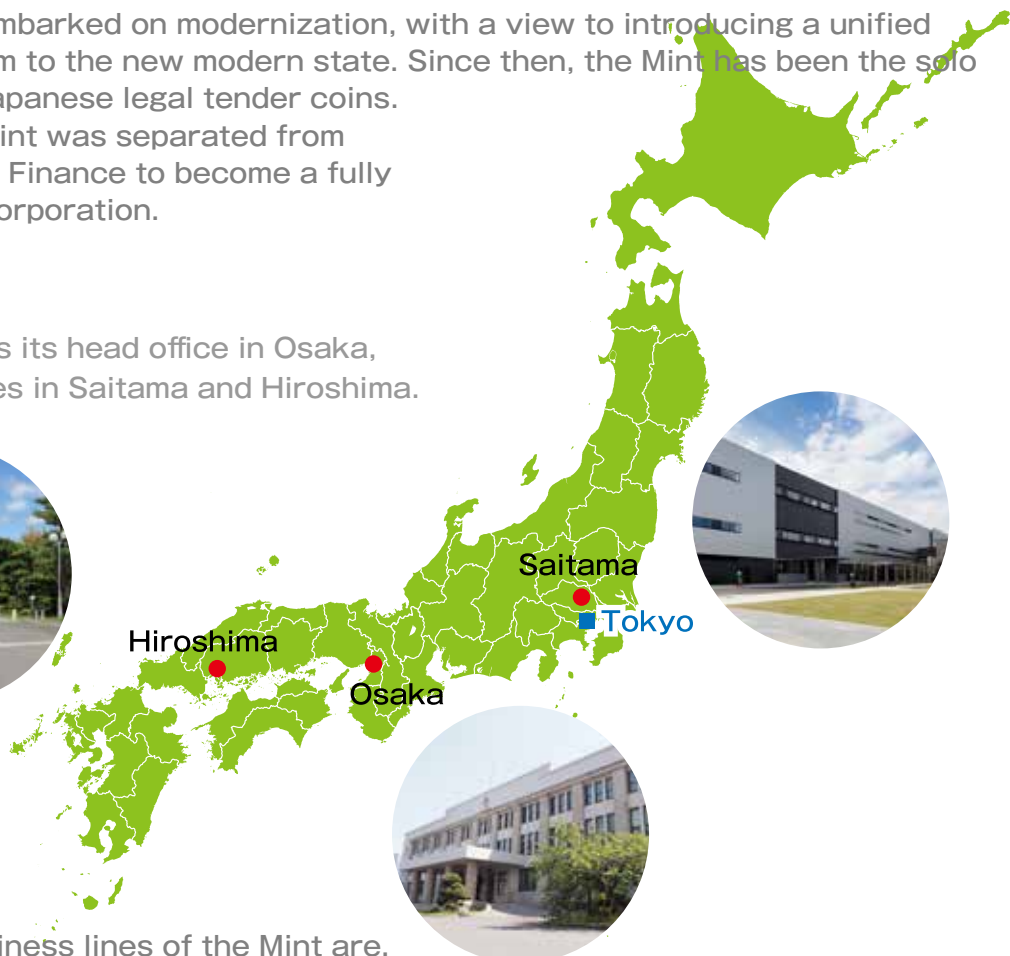 mbarked on modernization, with a view to introducing a unified
m to the new modern state. Since then, the Mint has been the solo
apanese legal tender coins.
int was separated from
Finance to become a fully
orporation.
s its head office in Osaka,
es in Saitama and Hiroshima.
Saitama
Tokyo
Hiroshima
Osaka
iness lines of the Mint are.